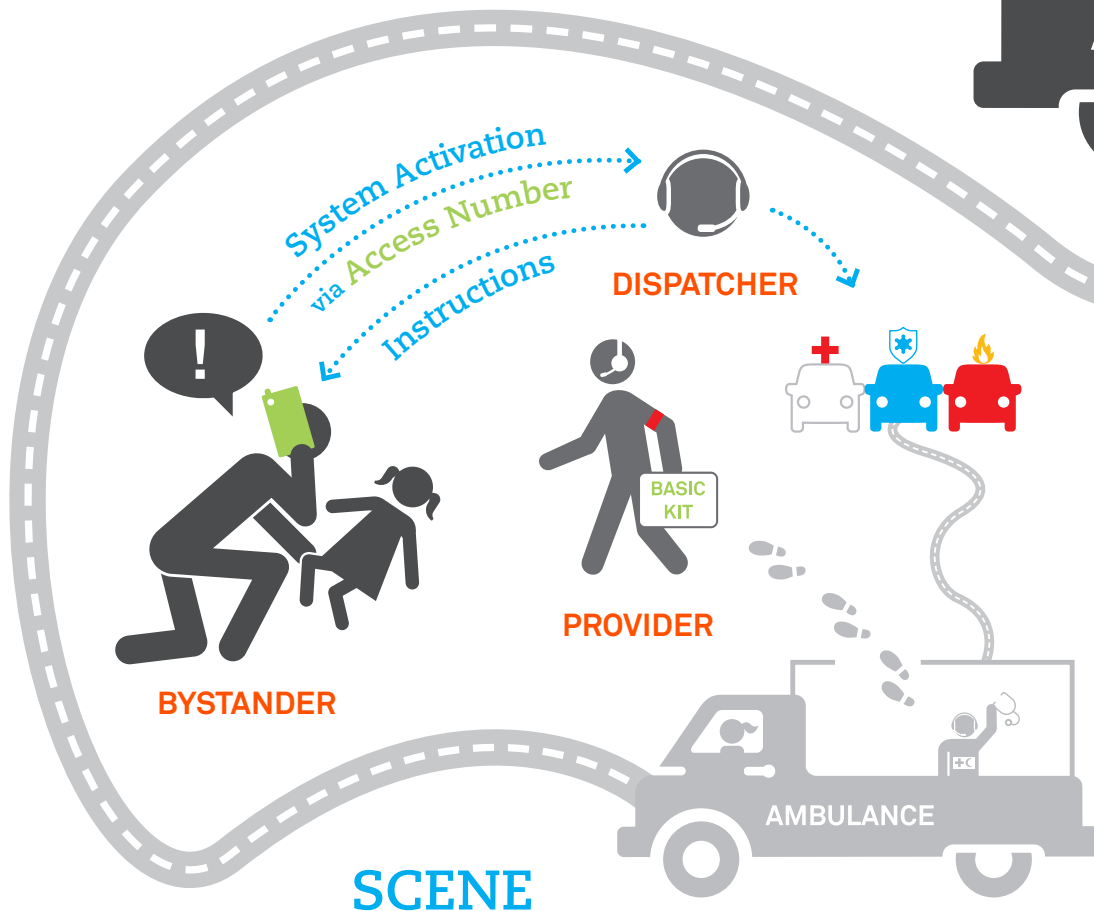 System Activation
via Access Number
Instructions
DISPATCHER
!
BASIC
KIT
PROVIDER
BYSTANDER
AMBULANCE
SCENE